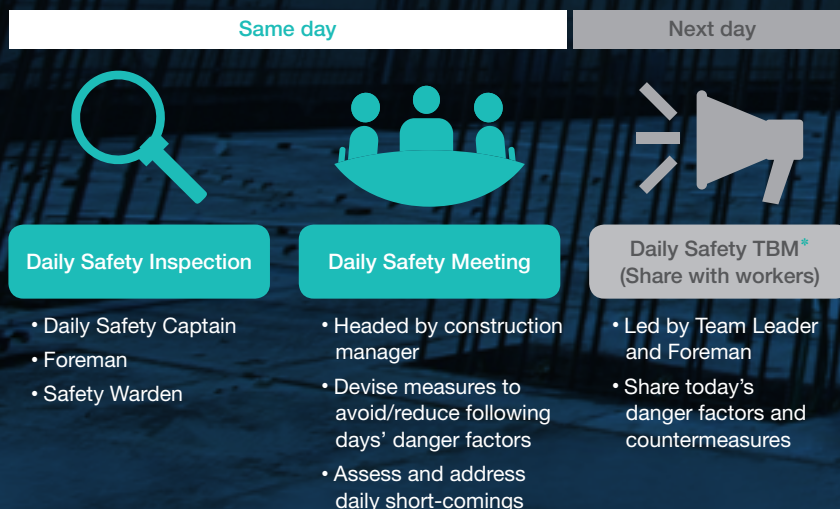 Same day
Next day
Daily Safety Inspection
• Daily Safety Captain
• Foreman
• Safety Warden
Daily Safety Meeting
• Headed by construction
manager
• Devise measures to
avoid/reduce following
days’ danger factors
• Assess and address
daily short-comings
Daily Safety TBM*
(Share with workers)
• Led by Team Leader
and Foreman
• Share today’s
danger factors and
countermeasures